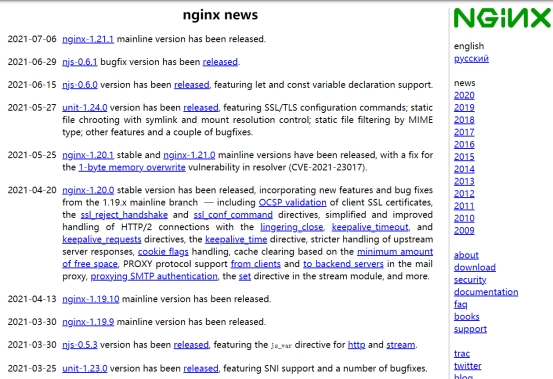 nginx news
2021-07-06 nginx-1.21.1 mainline version has been released.
2021-06-29 njs-0.6.1 bugfix version has been released.
2021-06-15 njs-0.6.0 version has been released, featuring let and const variable declaration support.
2021-05-27 unit-1.24.0 version has been released, featuring SSL/TLS configuration commands; static
file chrooting with symlink and mount resolution control; static file filtering by MIME
type; other features and a couple of bugfixes.
2021-05-25 nginx-1.20.1 stable and nginx-1.21.0 mainline versions have been released, with a fix for
the 1-byte memory overwrite vulnerability in resolver (CVE-2021-23017).
2021-04-20 nginx-1.20.0 stable version has been released, incorporating new features and bug fixes
from the 1.19.x mainline branch — including OCSP validation of client SSL certificates,
the ssl_reject_handshake and ssl_conf_command directives, simplified and improved
handling of HTTP/2 connections with the lingering_close, keepalive_timeout, and
keepalive_requests directives, the keepalive_time directive, stricter handling of upstream
server responses, cookie flags handling, cache clearing based on the minimum amount
of free space, PROXY protocol support from clients and to backend servers in the mail
proxy, proxying SMTP authentication, the set directive in the stream module, and more.
2021-04-13 nginx-1.19.10 mainline version has been released.
2021-03-30 nginx-1.19.9 mainline version has been released.
2021-03-30 njs-0.5.3 version has been released, featuring the js_var directive for http and stream.
2021-03-25 unit-1.23.0 version has been released, featuring SNI support and a number of bugfixes.
NGINX
english
русский
news
2020
2019
2018
2017
2016
2015
2014
2013
2012
2011
2010
2009
about
download
security
documentation
faq
books
support
trac
twitter
blog